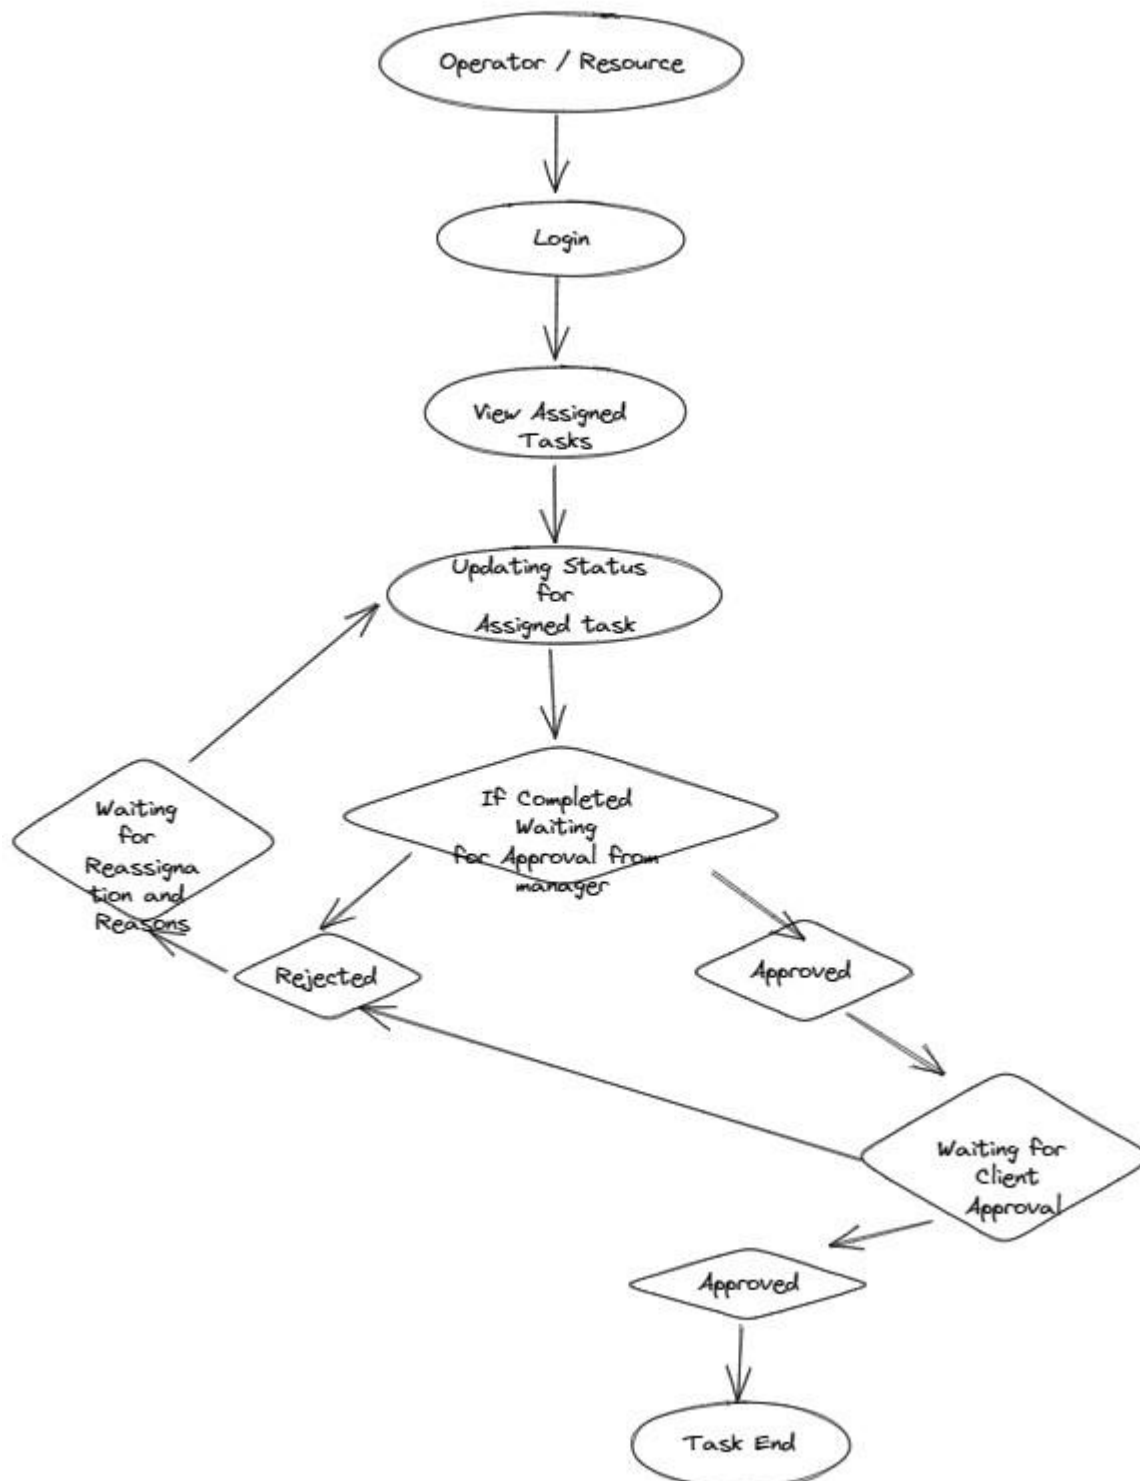 Operator / Resource
Login
View Assigned
Tasks
Updating Status
for
Assigned task
If Completed
Waiting
for Approval from
manager
Waiting
for
Reassigna
tion and
Reasons
Rejected
Approved
Waiting for
Client
Approval
Approved
Task End